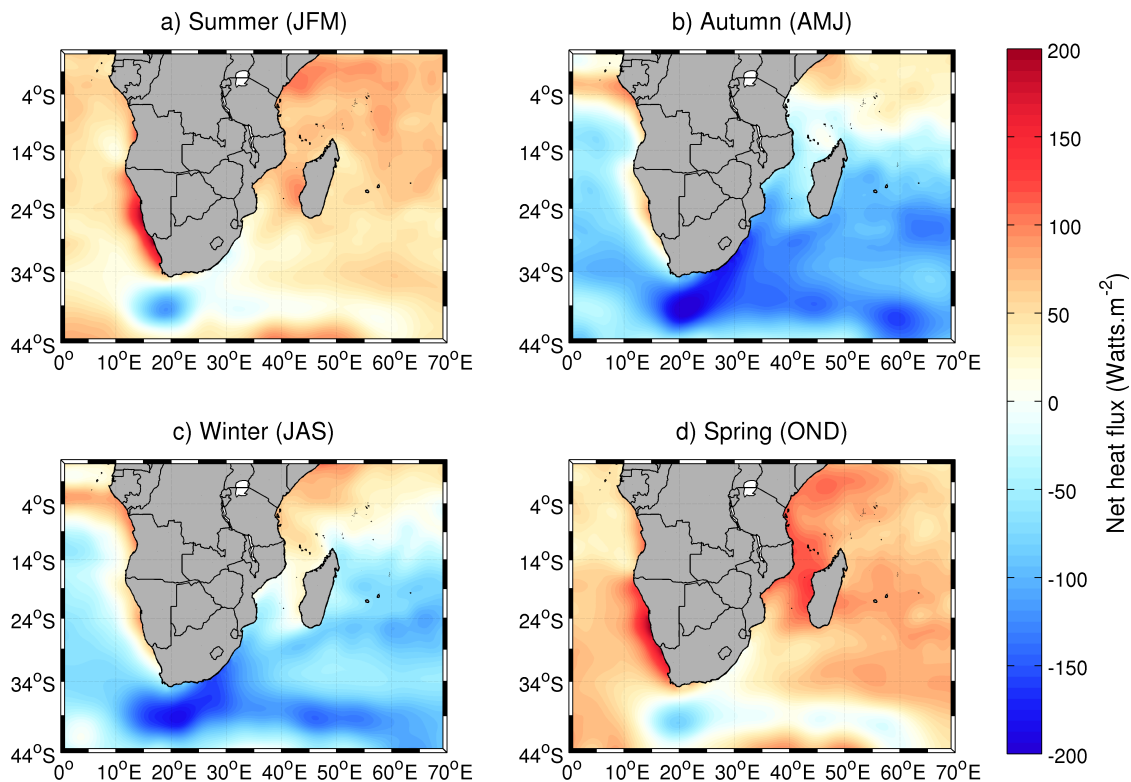 a) Summer (JFM)
b) Autumn (AMJ)
4°S
14°S
24°S
34°S
44°S
0° 10°E 20°E 30°E 40°E 50°E 60°E 70°E
4°S
14°S
24°S
34°S
44°S
0° 10°E 20°E 30°E 40°E 50°E 60°E 70°E
c) Winter (JAS)
d) Spring (OND)
4°S
14°S
24°S
34°S
44°S
0° 10°E 20°E 30°E 40°E 50°E 60°E 70°E
4°S
14°S
24°S
34°S
44°S
0° 10°E 20°E 30°E 40°E 50°E 60°E 70°E
200
150
100
50
0
-50
-100
-150
-200
Net heat flux (Watts.m⁻²)